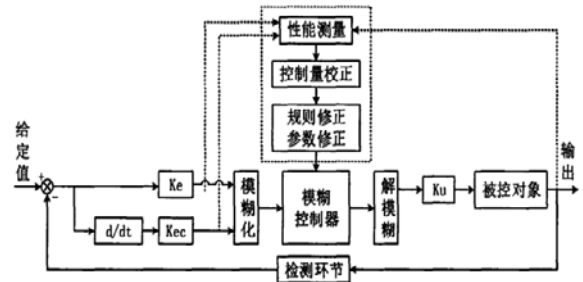 性能测量
控制量校正
规则修正
参数修正
给定值
+
-
Ke
d/dt
Kec
模糊化
模糊
控制器
解模糊
Ku
被控对象
输出
检测环节